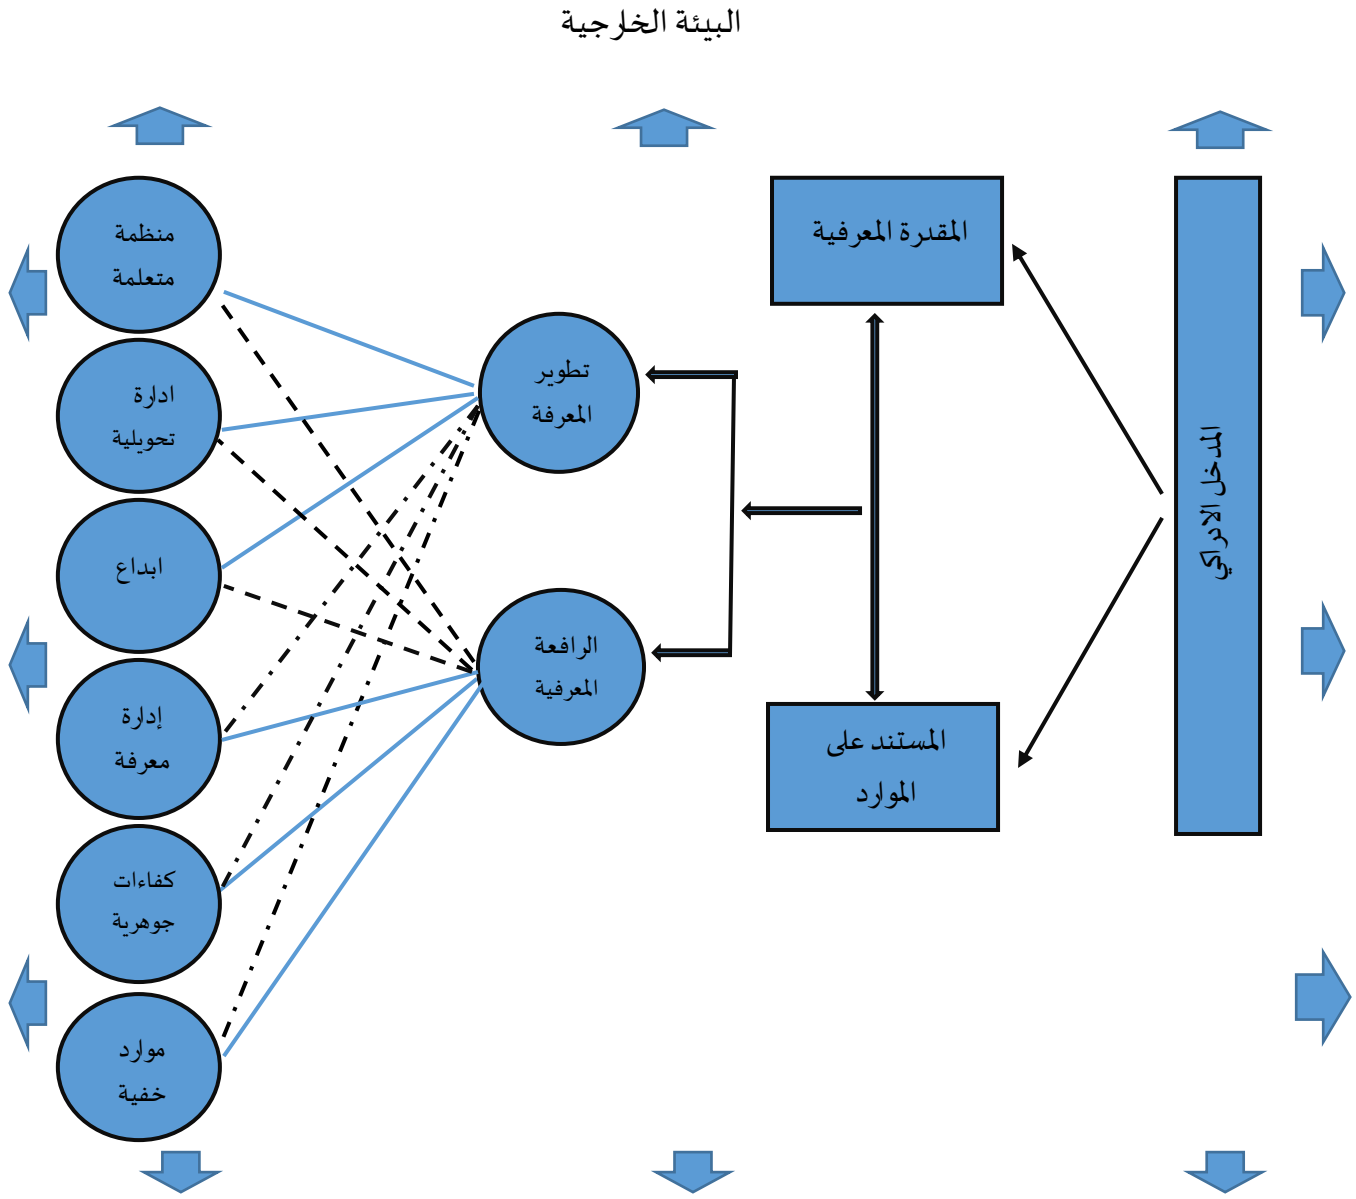 البيئة الخارجية
المدخل الادراكي
المقدرة المعرفية
المستند على
الموارد
تطوير
المعرفة
الرافعة
المعرفية
منظمة
متعلمة
ادارة
تحويلية
ابداع
إدارة
معرفة
كفاءات
جوهرية
موارد
خفية